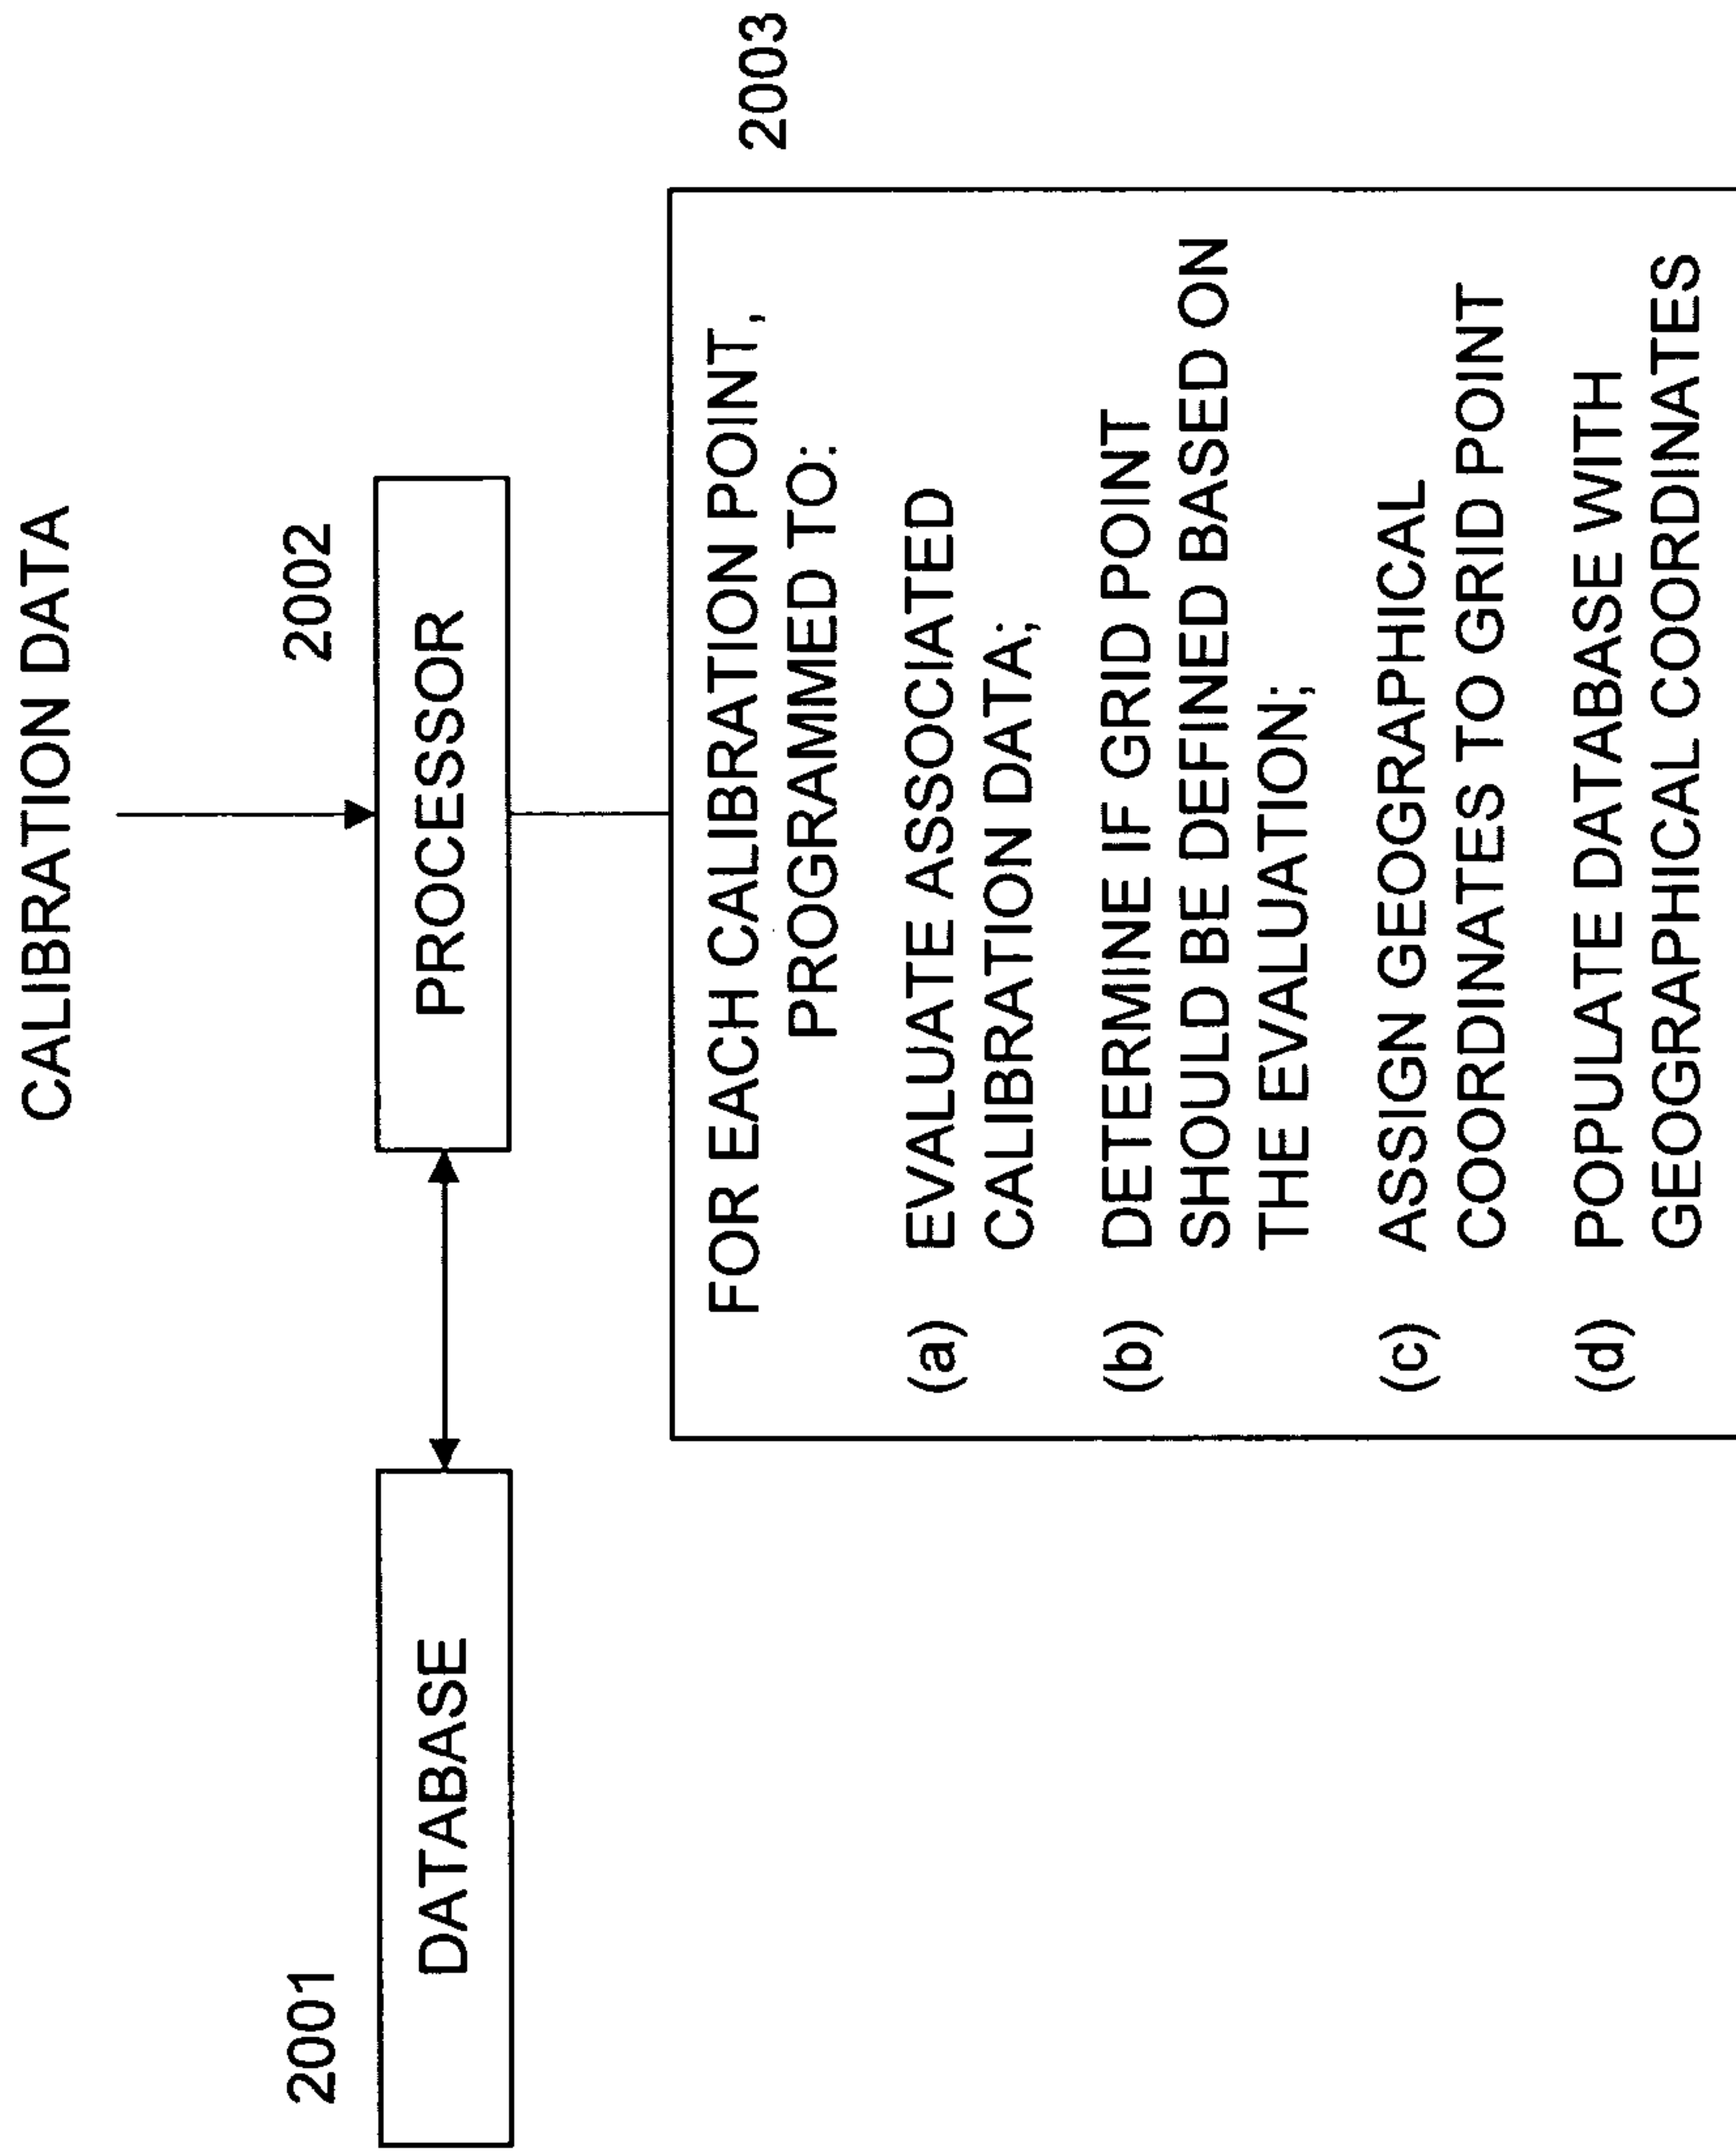 CALIBRATION DATA
2001
2002
DATABASE
PROCESSOR
2003
FOR EACH CALIBRATION POINT,
PROGRAMMED TO:
(a) EVALUATE ASSOCIATED
CALIBRATION DATA;
(b) DETERMINE IF GRID POINT
SHOULD BE DEFINED BASED ON
THE EVALUATION;
(c) ASSIGN GEOGRAPHICAL
COORDINATES TO GRID POINT
(d) POPULATE DATABASE WITH
GEOGRAPHICAL COORDINATES